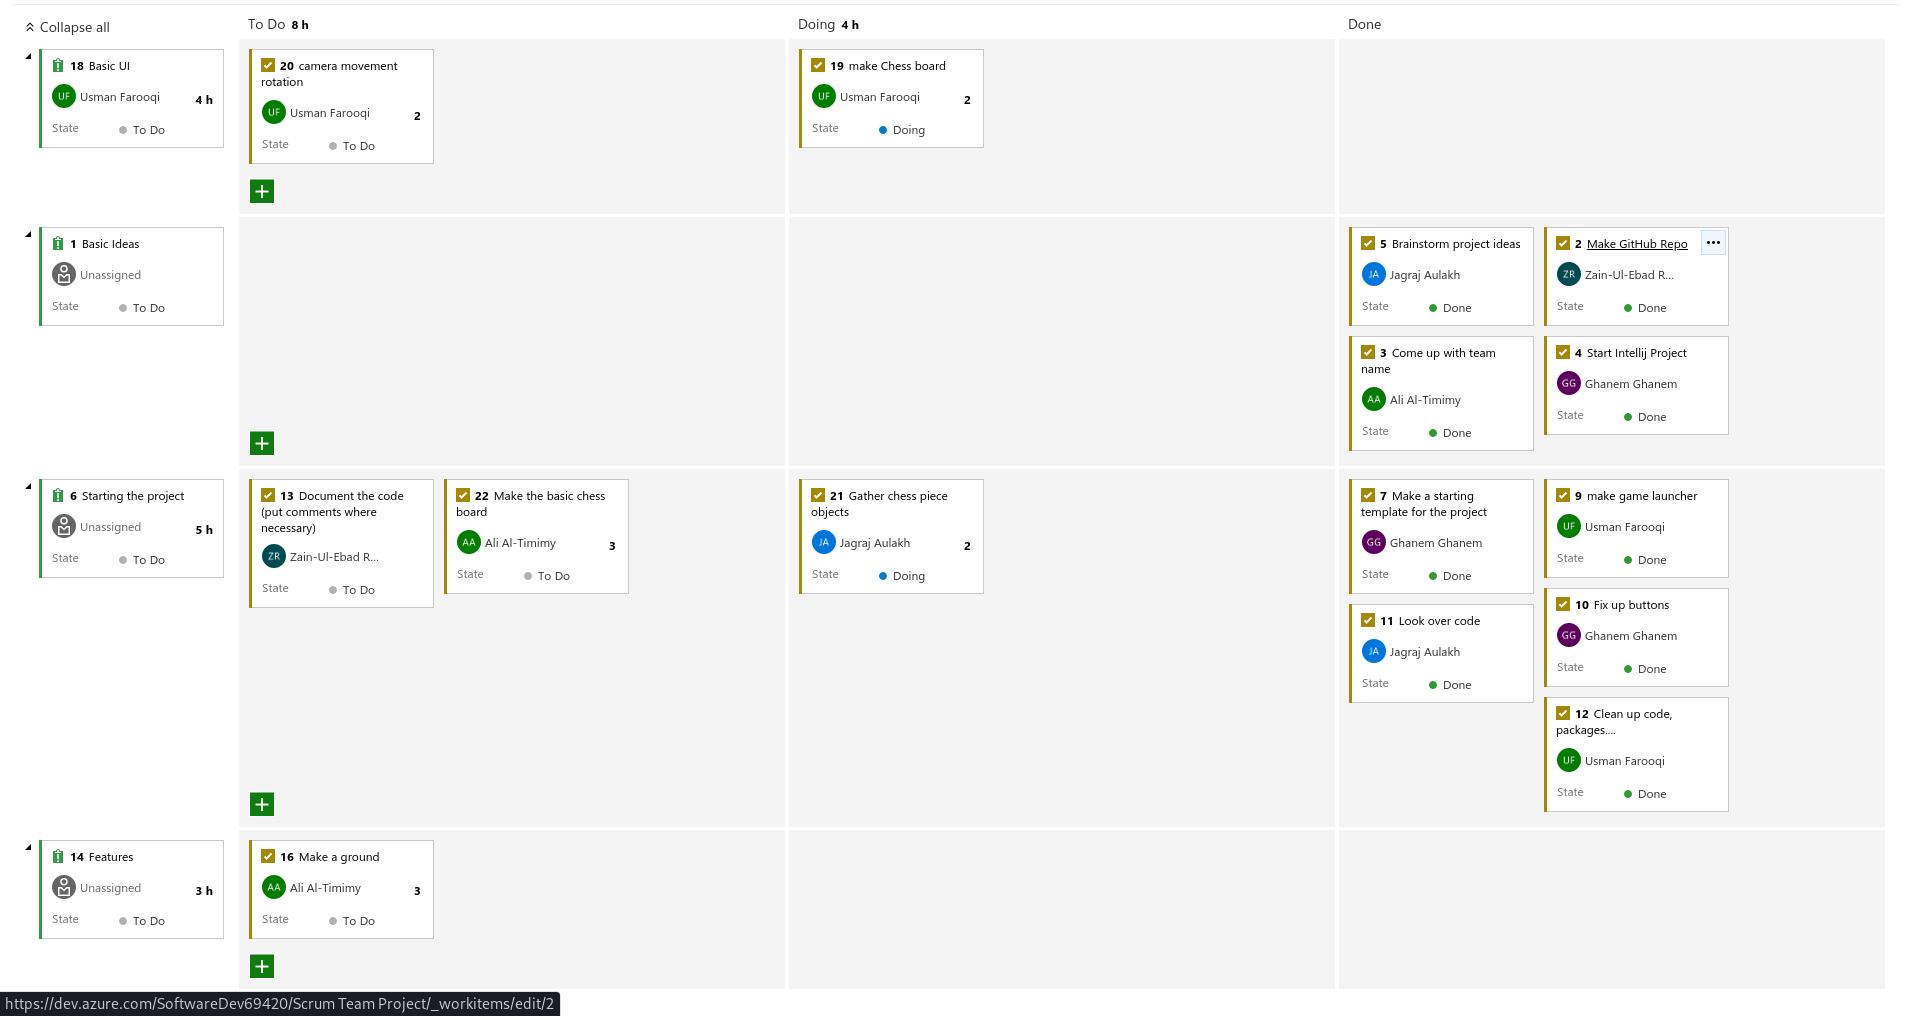 Collapse all
To Do 8 h
Doing 4 h
Done
18 Basic UI
UF Usman Farooqi 4 h
State To Do
20 camera movement
rotation
UF Usman Farooqi 2
State To Do
19 make Chess board
UF Usman Farooqi 2
State Doing
1 Basic Ideas
Unassigned
State To Do
5 Brainstorm project ideas
JA Jagraj Aulakh
State Done
2 Make GitHub Repo
ZR Zain-Ul-Ebad R...
State Done
3 Come up with team
name
AA Ali Al-Timimy
State Done
4 Start Intellij Project
GG Ghanem Ghanem
State Done
6 Starting the project
Unassigned 5 h
State To Do
13 Document the code
(put comments where
necessary)
ZR Zain-Ul-Ebad R...
State To Do
22 Make the basic chess
board
AA Ali Al-Timimy 3
State To Do
21 Gather chess piece
objects
JA Jagraj Aulakh 2
State Doing
7 Make a starting
template for the project
GG Ghanem Ghanem
State Done
9 make game launcher
UF Usman Farooqi
State Done
11 Look over code
JA Jagraj Aulakh
State Done
10 Fix up buttons
GG Ghanem Ghanem
State Done
12 Clean up code,
packages....
UF Usman Farooqi
State Done
14 Features
Unassigned 3 h
State To Do
16 Make a ground
AA Ali Al-Timimy 3
State To Do
https://dev.azure.com/SoftwareDev69420/Scrum Team Project/_workitems/edit/2